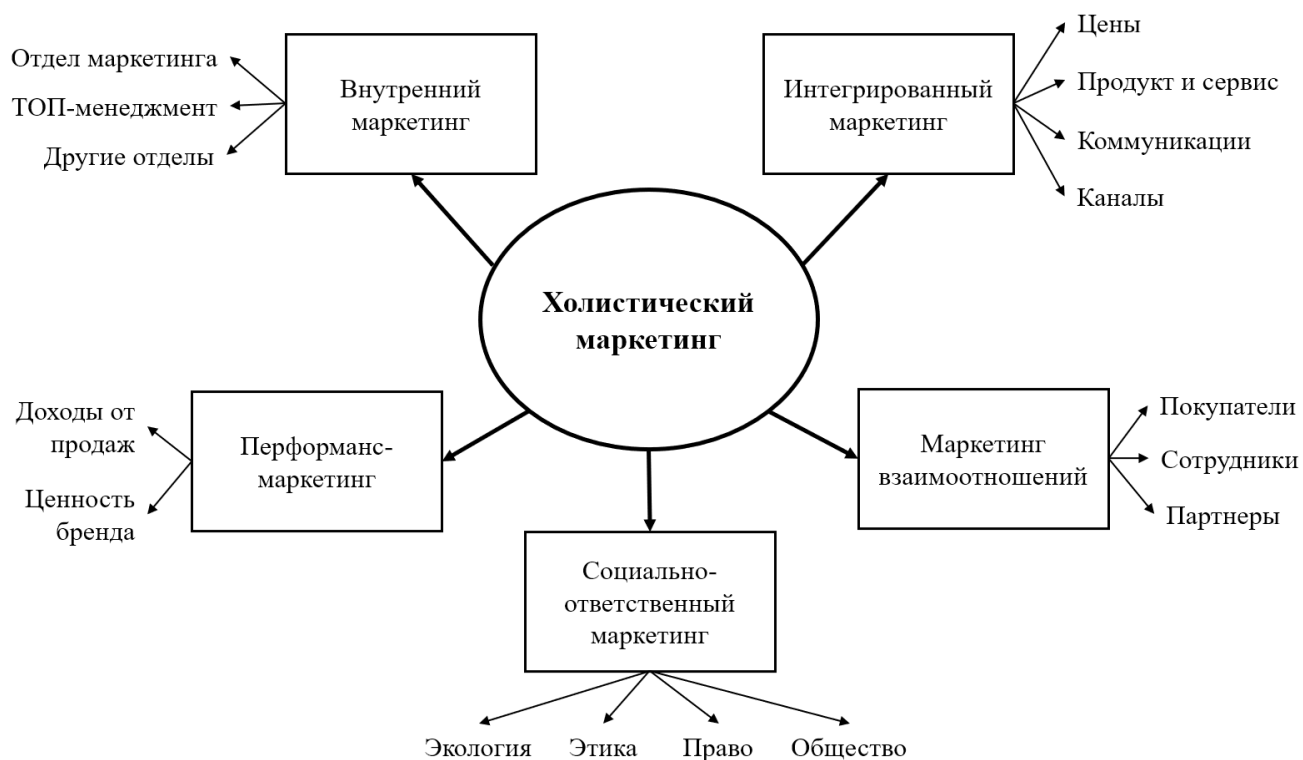 Отдел маркетинга
ТОП-менеджмент
Другие отделы
Внутренний
маркетинг
Интегрированный
маркетинг
Цены
Продукт и сервис
Коммуникации
Каналы
Холистический
маркетинг
Доходы от
продаж
Ценность
бренда
Перформанс-
маркетинг
Маркетинг
взаимоотношений
Покупатели
Сотрудники
Партнеры
Социально-
ответственный
маркетинг
Экология Этика Право Общество